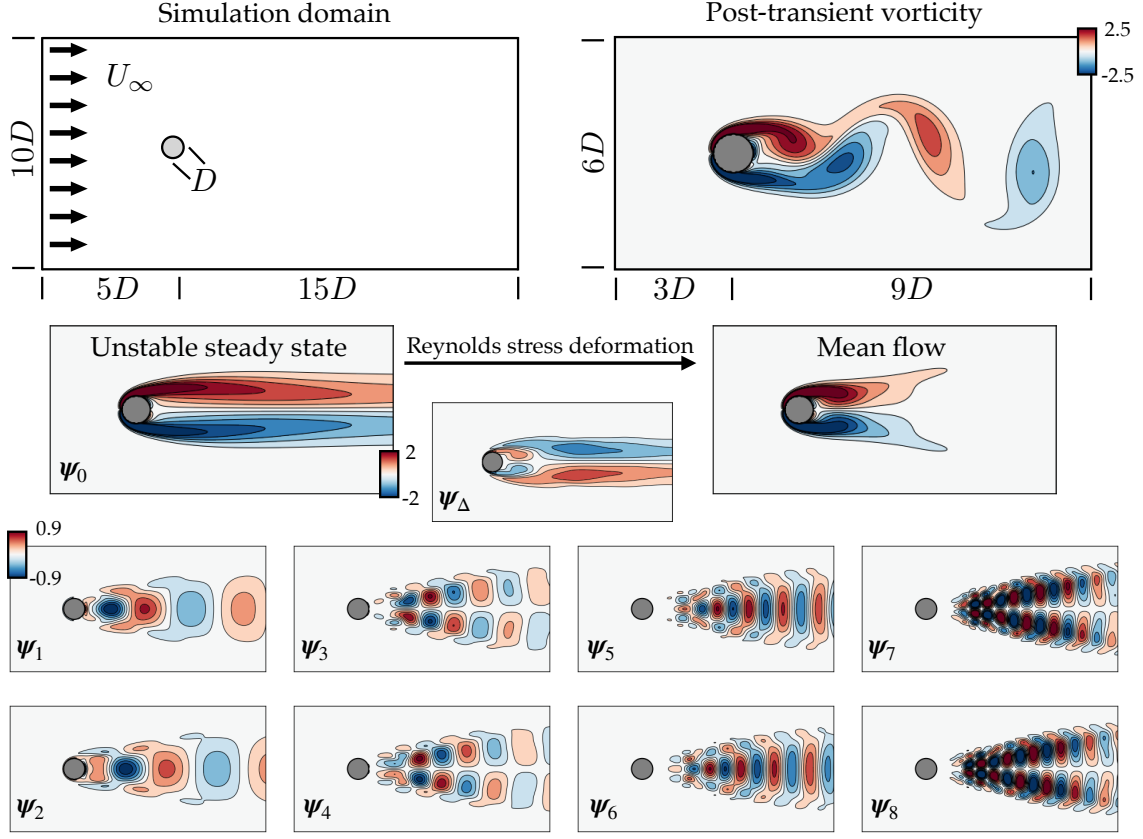 Simulation domain
Post-transient vorticity
U∞
10D
D
5D
15D
2.5
-2.5
6D
3D
9D
Unstable steady state
Reynolds stress deformation
Mean flow
ψ0
2
-2
ψΔ
0.9
-0.9
ψ1
ψ3
ψ5
ψ7
ψ2
ψ4
ψ6
ψ8